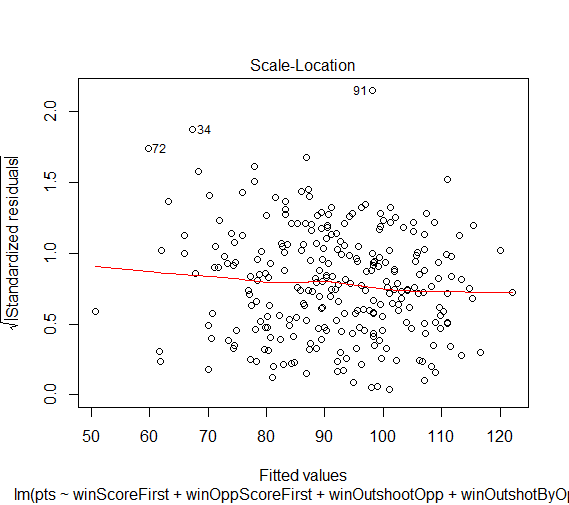 Scale-Location
√|Standardized residuals|
0.0 0.5 1.0 1.5 2.0
91
34
72
50 60 70 80 90 100 110 120
Fitted values
lm(pts ~ winScoreFirst + winOppScoreFirst + winOutshootOpp + winOutshotByOp